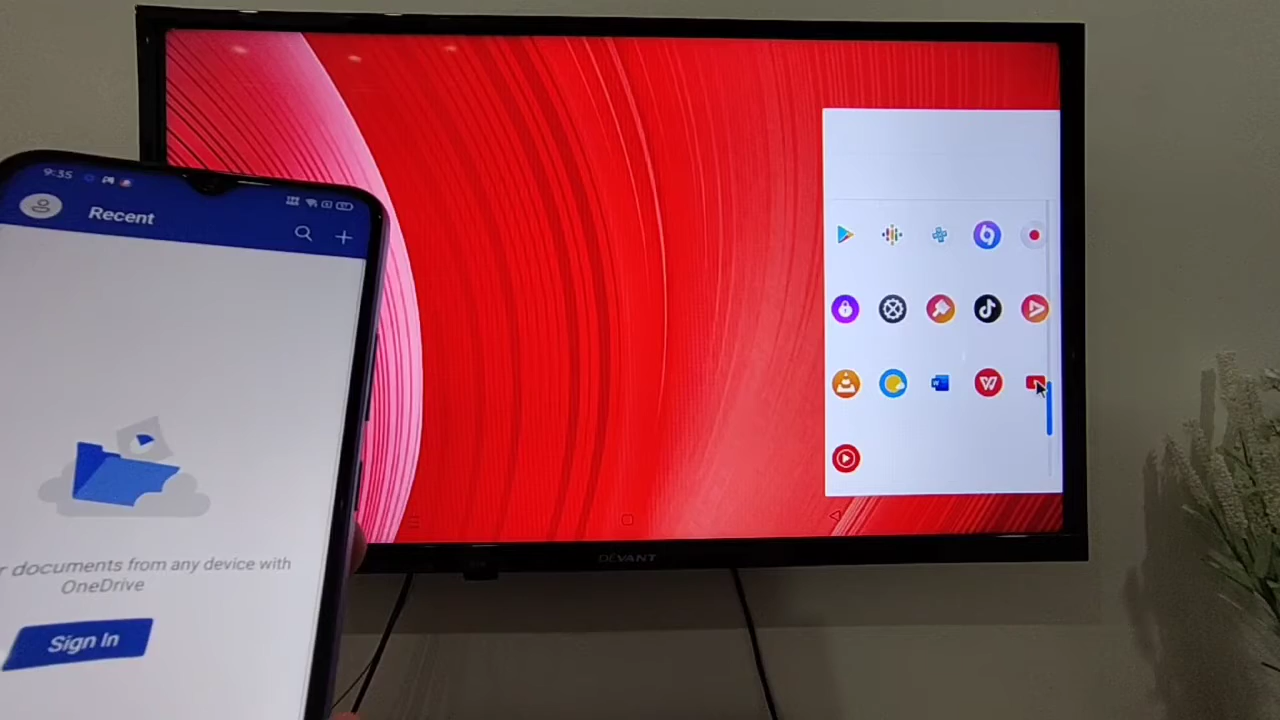 9:35
Recent
r documents from any device with
OneDrive
Sign In
DEVANT